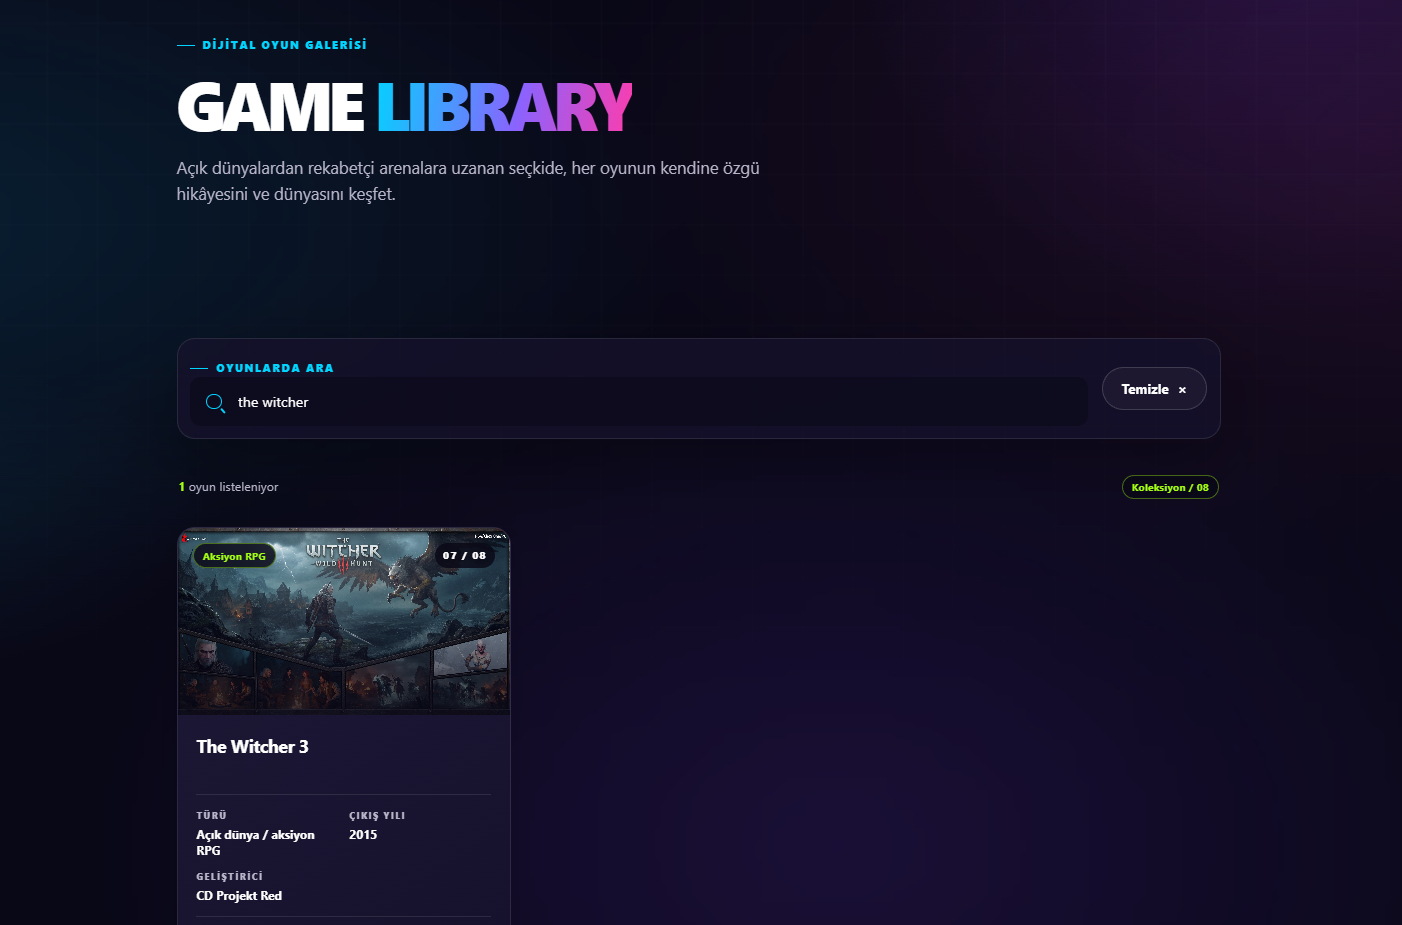 DİJİTAL OYUN GALERİSİ
GAME LIBRARY
Açık dünyalardan rekabetçi arenalara uzanan seçkide, her oyunun kendine özgü
hikâyesini ve dünyasını keşfet.
OYUNLARDA ARA
the witcher
Temizle ×
1 oyun listeleniyor
Koleksiyon / 08
Aksiyon RPG
THE
WITCHER
WILD HUNT
07 / 08
The Witcher 3
TÜRÜ
ÇIKIŞ YILI
Açık dünya / aksiyon
RPG
2015
GELİŞTİRİCİ
CD Projekt Red